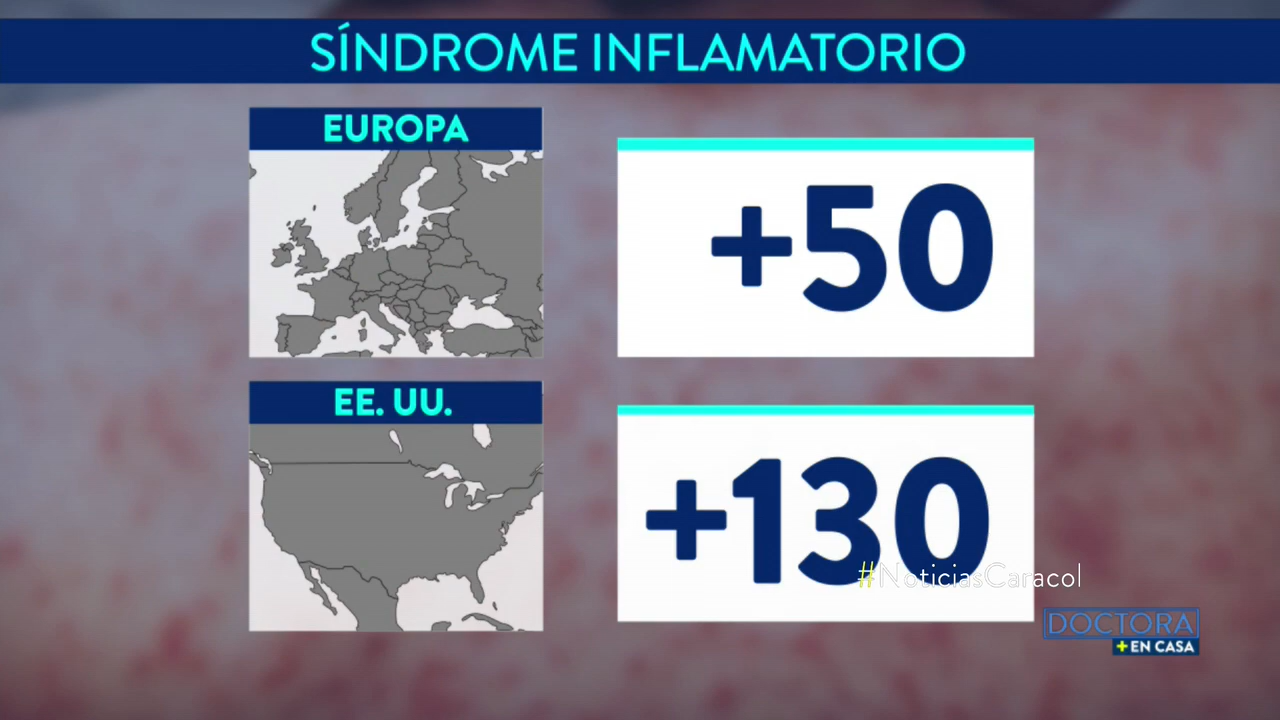 SÍNDROME INFLAMATORIO
EUROPA
+50
EE. UU.
+130
#NoticiasCaracol
DOCTORA
+EN CASA